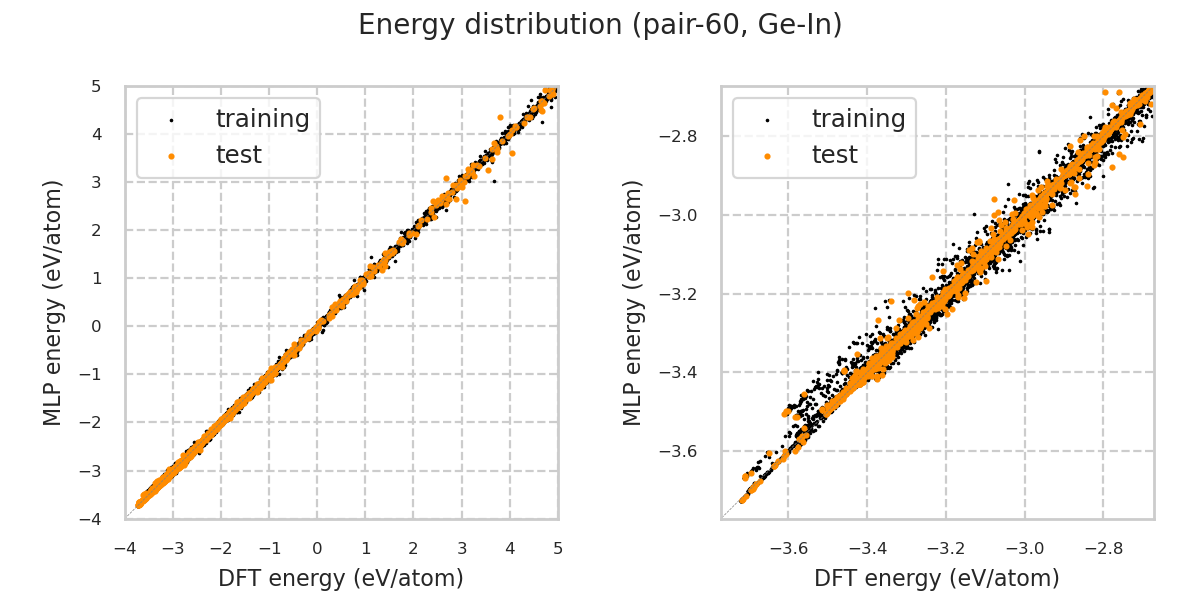 Energy distribution (pair-60, Ge-In)
5
4
3
2
1
0
−1
−2
−3
−4
MLP energy (eV/atom)
training
test
−4 −3 −2 −1 0 1 2 3 4 5
DFT energy (eV/atom)
−2.8
−3.0
−3.2
−3.4
−3.6
MLP energy (eV/atom)
training
test
−3.6 −3.4 −3.2 −3.0 −2.8
DFT energy (eV/atom)